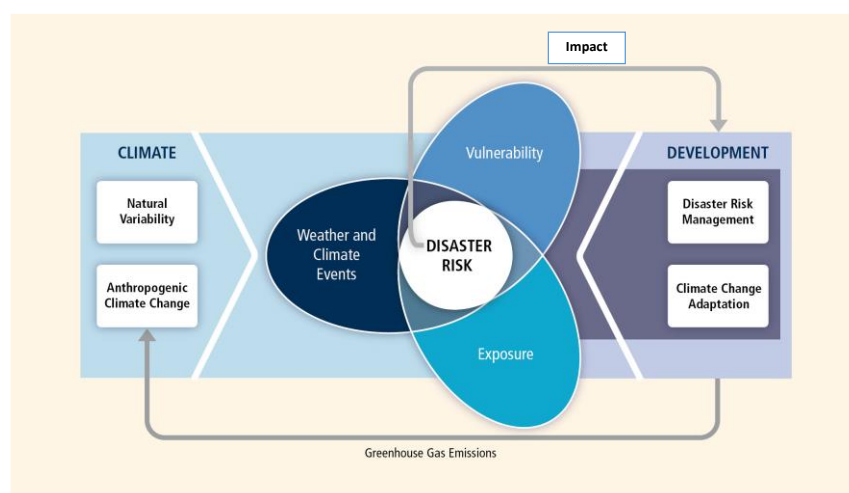 Impact
CLIMATE
Natural
Variability
Anthropogenic
Climate Change
Weather and
Climate
Events
Vulnerability
DISASTER
RISK
Exposure
DEVELOPMENT
Disaster Risk
Management
Climate Change
Adaptation
Greenhouse Gas Emissions